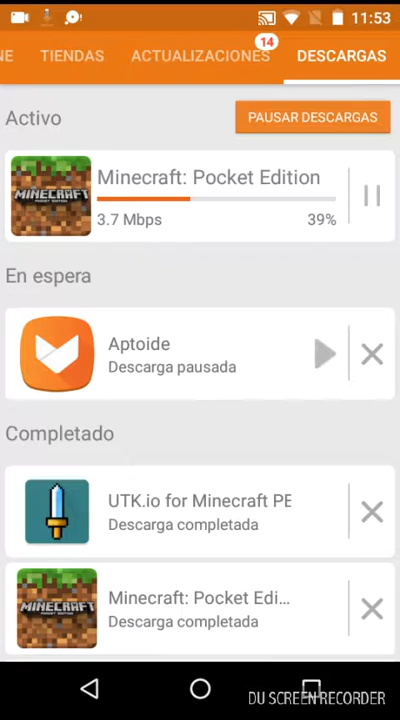 11:53
NE TIENDAS ACTUALIZACIONES 14 DESCARGAS
Activo PAUSAR DESCARGAS
MINECRAFT
Minecraft: Pocket Edition
3.7 Mbps 39%
En espera
Aptoide
Descarga pausada
Completado
UTK.io for Minecraft PE
Descarga completada
MINECRAFT
Minecraft: Pocket Edi...
Descarga completada
DU SCREEN RECORDER